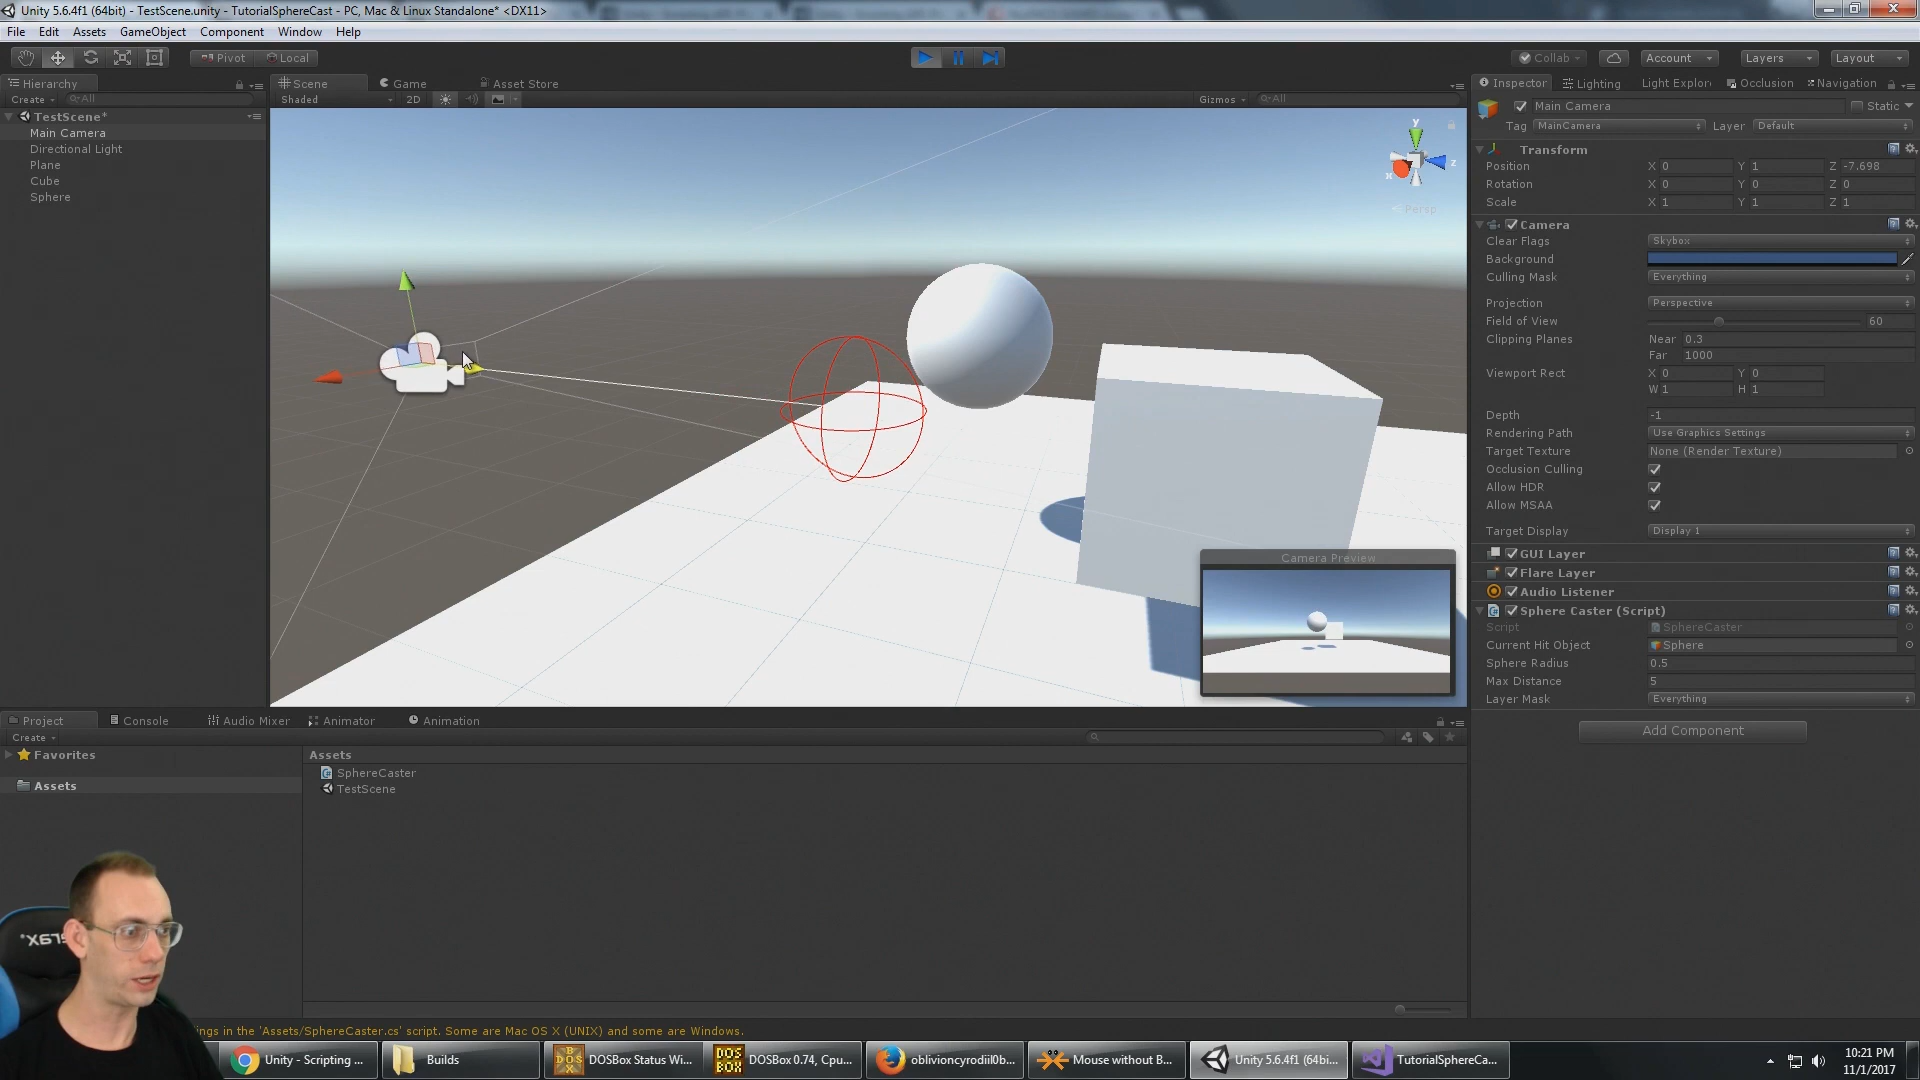 Unity 5.6.4f1 (64bit) - TestScene.unity - TutorialSphereCast - PC, Mac & Linux Standalone* <DX11>
File Edit Assets GameObject Component Window Help
Pivot Local Collab Account Layers Layout
Hierarchy
Create All
TestScene*
Main Camera
Directional Light
Plane
Cube
Sphere
Scene Game Asset Store
Shaded 2D Gizmos All
y
x
z
Persp
Camera Preview
Inspector Lighting Light Explor Occlusion Navigation
Main Camera Static
Tag MainCamera Layer Default
Transform
Position X 0 Y 1 Z -7.698
Rotation X 0 Y 0 Z 0
Scale X 1 Y 1 Z 1
Camera
Clear Flags Skybox
Background
Culling Mask Everything
Projection Perspective
Field of View 60
Clipping Planes Near 0.3
Far 1000
Viewport Rect X 0 Y 0
W 1 H 1
Depth -1
Rendering Path Use Graphics Settings
Target Texture None (Render Texture)
Occlusion Culling
Allow HDR
Allow MSAA
Target Display Display 1
GUI Layer
Flare Layer
Audio Listener
Sphere Caster (Script)
Script SphereCaster
Current Hit Object Sphere
Sphere Radius 0.5
Max Distance 5
Layer Mask Everything
Add Component
Project Console Audio Mixer Animator Animation
Create
Favorites
Assets
Assets
SphereCaster
TestScene
ings in the 'Assets/SphereCaster.cs' script. Some are Mac OS X (UNIX) and some are Windows.
Unity - Scripting ... Builds DOSBox Status Wi... DOSBox 0.74, Cpu... oblivioncyrodiil0b... Mouse without B... Unity 5.6.4f1 (64bi... TutorialSphereCa...
10:21 PM
11/1/2017